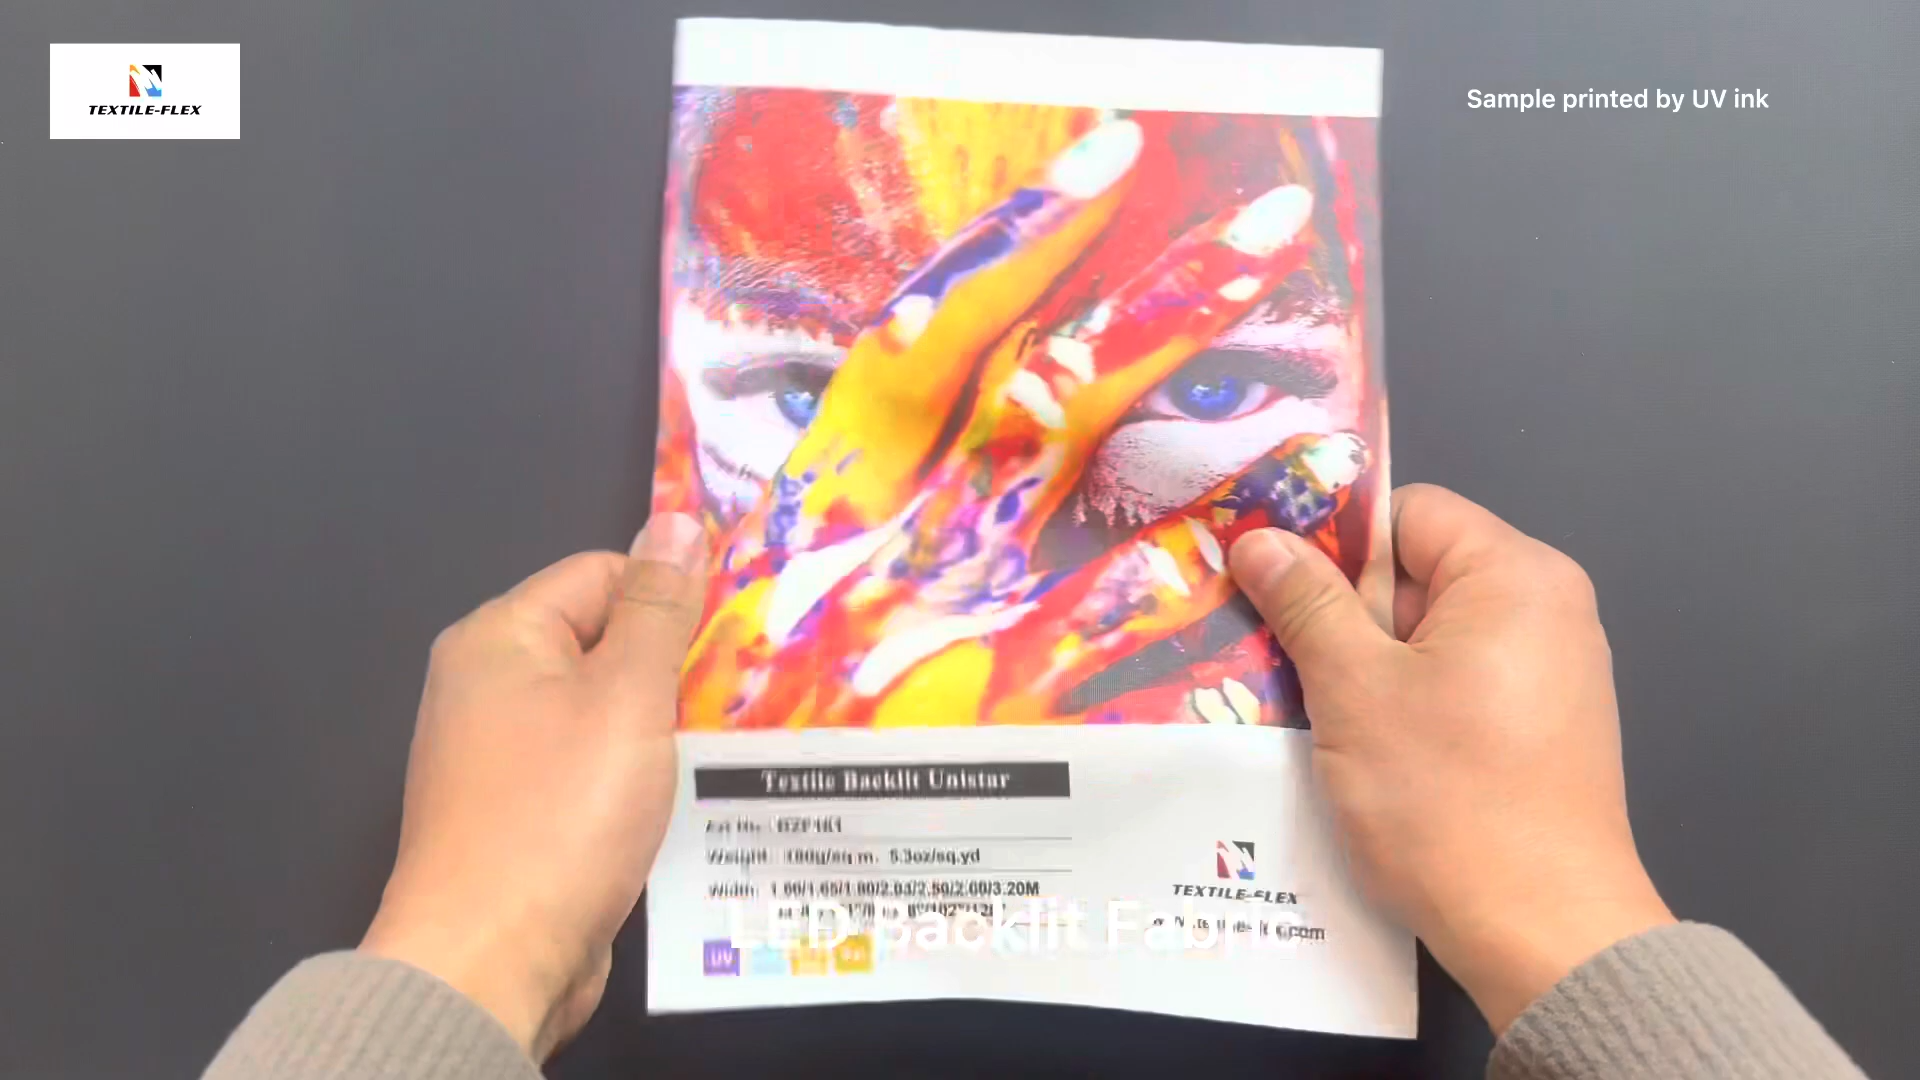 TEXTILE-FLEX
Sample printed by UV ink
Textile Backlit Unistar
Weight: 180g/sq.m. 5.3oz/sq.yd
Width: 1.60/1.65/1.80/2.03/2.50/2.60/3.20M
TEXTILE-FLEX
LED Backlit Fabric
UV